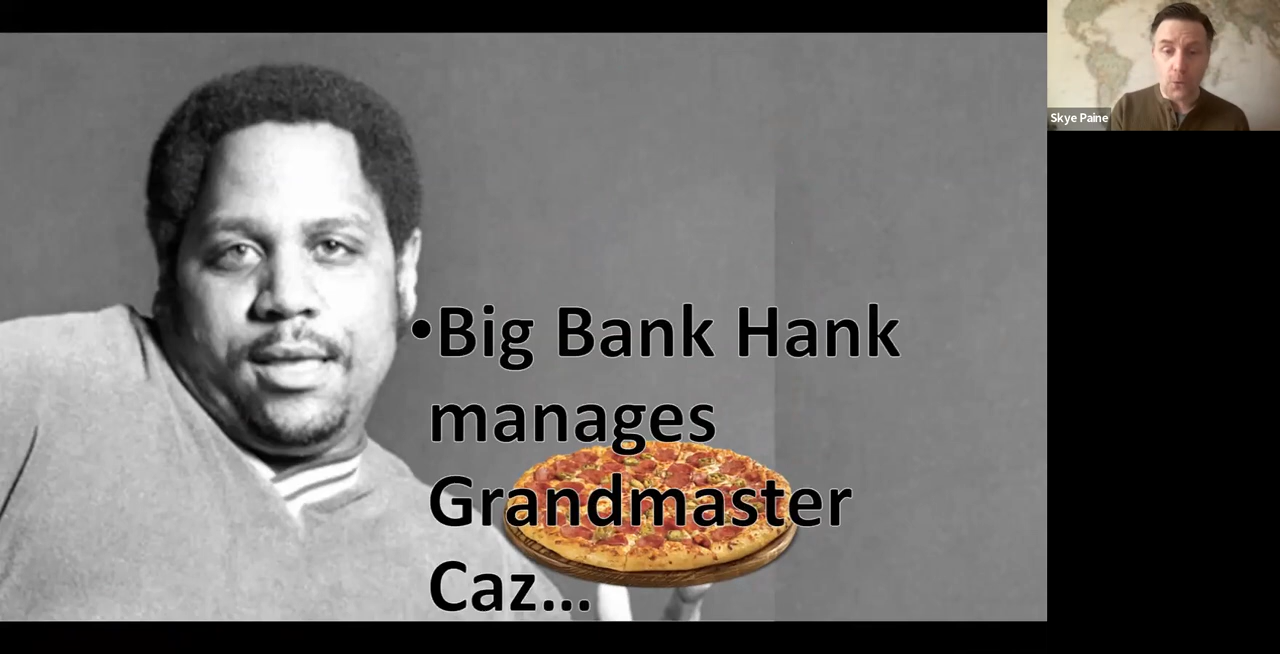 •Big Bank Hank
manages
Grandmaster
Caz...
Skye Paine